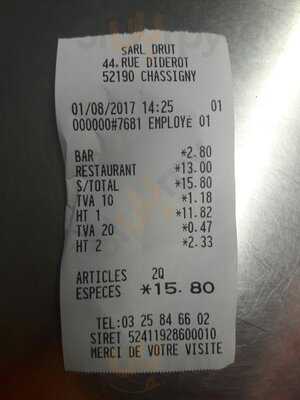 SARL DRUT
44, RUE DIDEROT
52190 CHASSIGNY
01/08/2017 14:25 01
000000#7681 EMPLOYé 01
BAR *2.80
RESTAURANT *13.00
S/TOTAL *15.80
TVA 10 *1.18
HT 1 *11.82
TVA 20 *0.47
HT 2 *2.33
ARTICLES 2Q
ESPECES *15.80
TEL:03 25 84 66 02
STRET 52411928600010
MERCI DE VOTRE VISITE